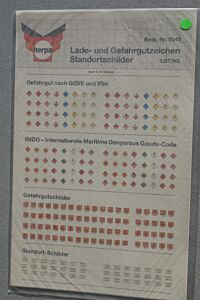 herpa
Best.-Nr. 5043
Lade- und Gefahrgutzeichen
Standortschilder
1:87/H0
Gefahrgut nach GGVE und VStr
IMDG – Internationale Maritime Dangerous Goods-Code
Gefahrgutschilder
Standort-Schilder